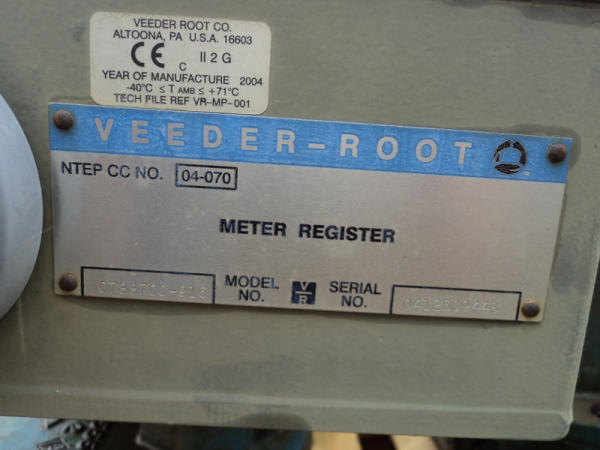 VEEDER ROOT CO.
ALTOONA, PA U.S.A. 16603
CE C II 2 G
YEAR OF MANUFACTURE 2004
-40°C ≤ T AMB ≤ +71°C
TECH FILE REF VR-MP-001
VEEDER-ROOT
NTEP CC NO. 04-070
METER REGISTER
MODEL NO. V/R SERIAL NO.